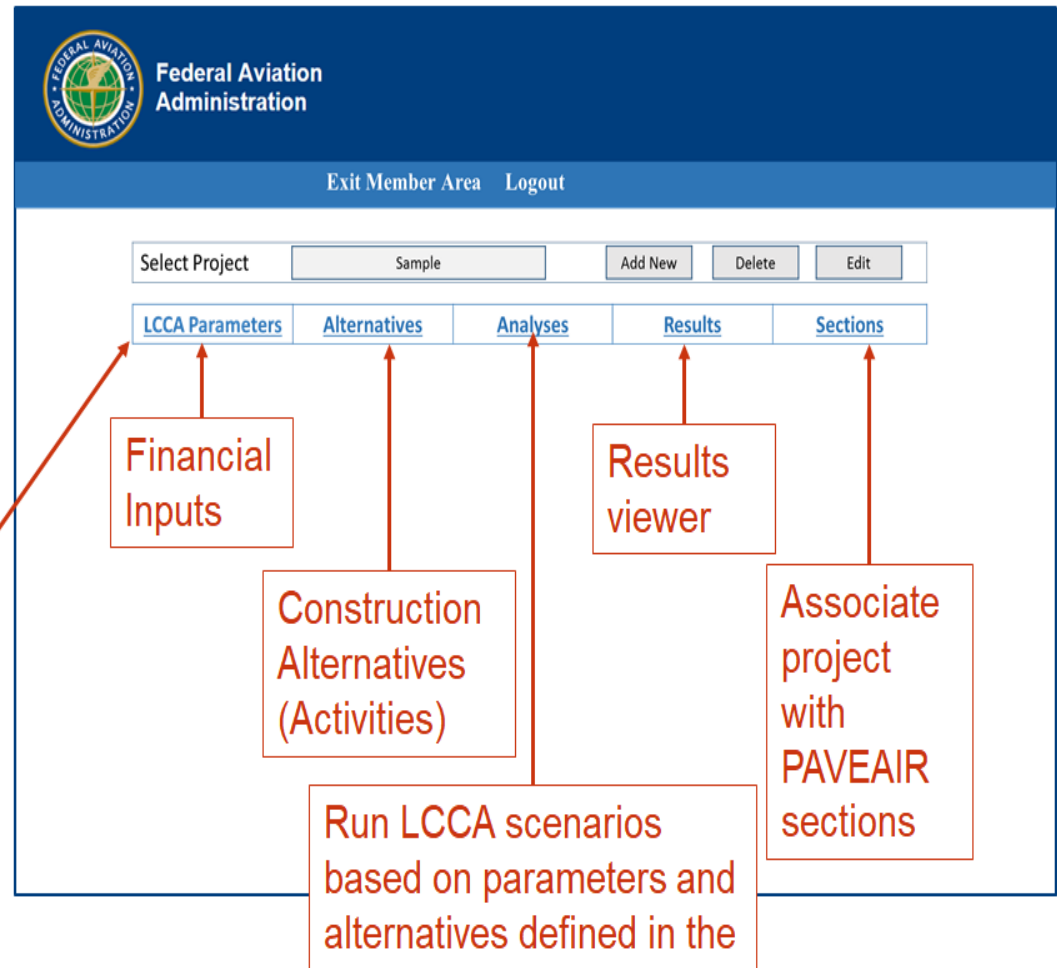 FEDERAL AVIATION
ADMINISTRATION
Federal Aviation
Administration
Exit Member Area Logout
Select Project Sample Add New Delete Edit
LCCA Parameters Alternatives Analyses Results Sections
Financial
Inputs
Results
viewer
Construction
Alternatives
(Activities)
Associate
project
with
PAVEAIR
sections
Run LCCA scenarios
based on parameters and
alternatives defined in the